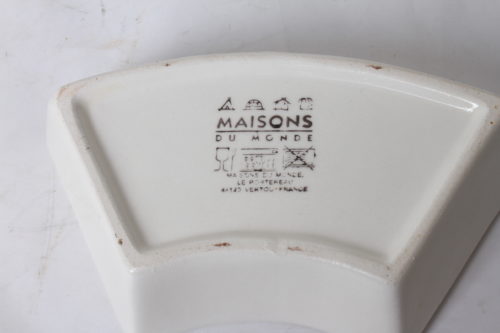 MAISONS
DU MONDE
MAISONS DU MONDE,
LE PORTEREAU
44120 VERTOU-FRANCE